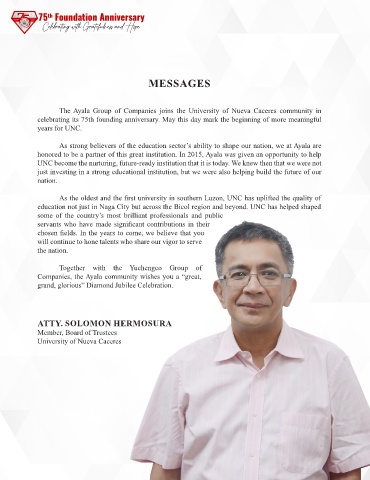 75th Foundation Anniversary
Celebrating with Gratefulness and Hope
MESSAGES
The Ayala Group of Companies joins the University of Nueva Caceres community in
celebrating its 75th founding anniversary. May this day mark the beginning of more meaningful
years for UNC.
As strong believers of the education sector's ability to shape our nation, we at Ayala are
honored to be a partner of this great institution. In 2015, Ayala was given an opportunity to help
UNC become the nurturing, future-ready institution that it is today. We knew then that we were not
just investing in a strong educational institution, but we were also helping build the future of our
nation.
As the oldest and the first university in southern Luzon, UNC has uplifted the quality of
education not just in Naga City but across the Bicol region and beyond. UNC has helped shaped
some of the country's most brilliant professionals and public
servants who have made significant contributions in their
chosen fields. In the years to come, we believe that you
will continue to hone talents who share our vigor to serve
the nation.
Together with the Yuchengco Group of
Companies, the Ayala community wishes you a “great,
grand, glorious” Diamond Jubilee Celebration.
ATTY. SOLOMON HERMOSURA
Member, Board of Trustees
University of Nueva Caceres